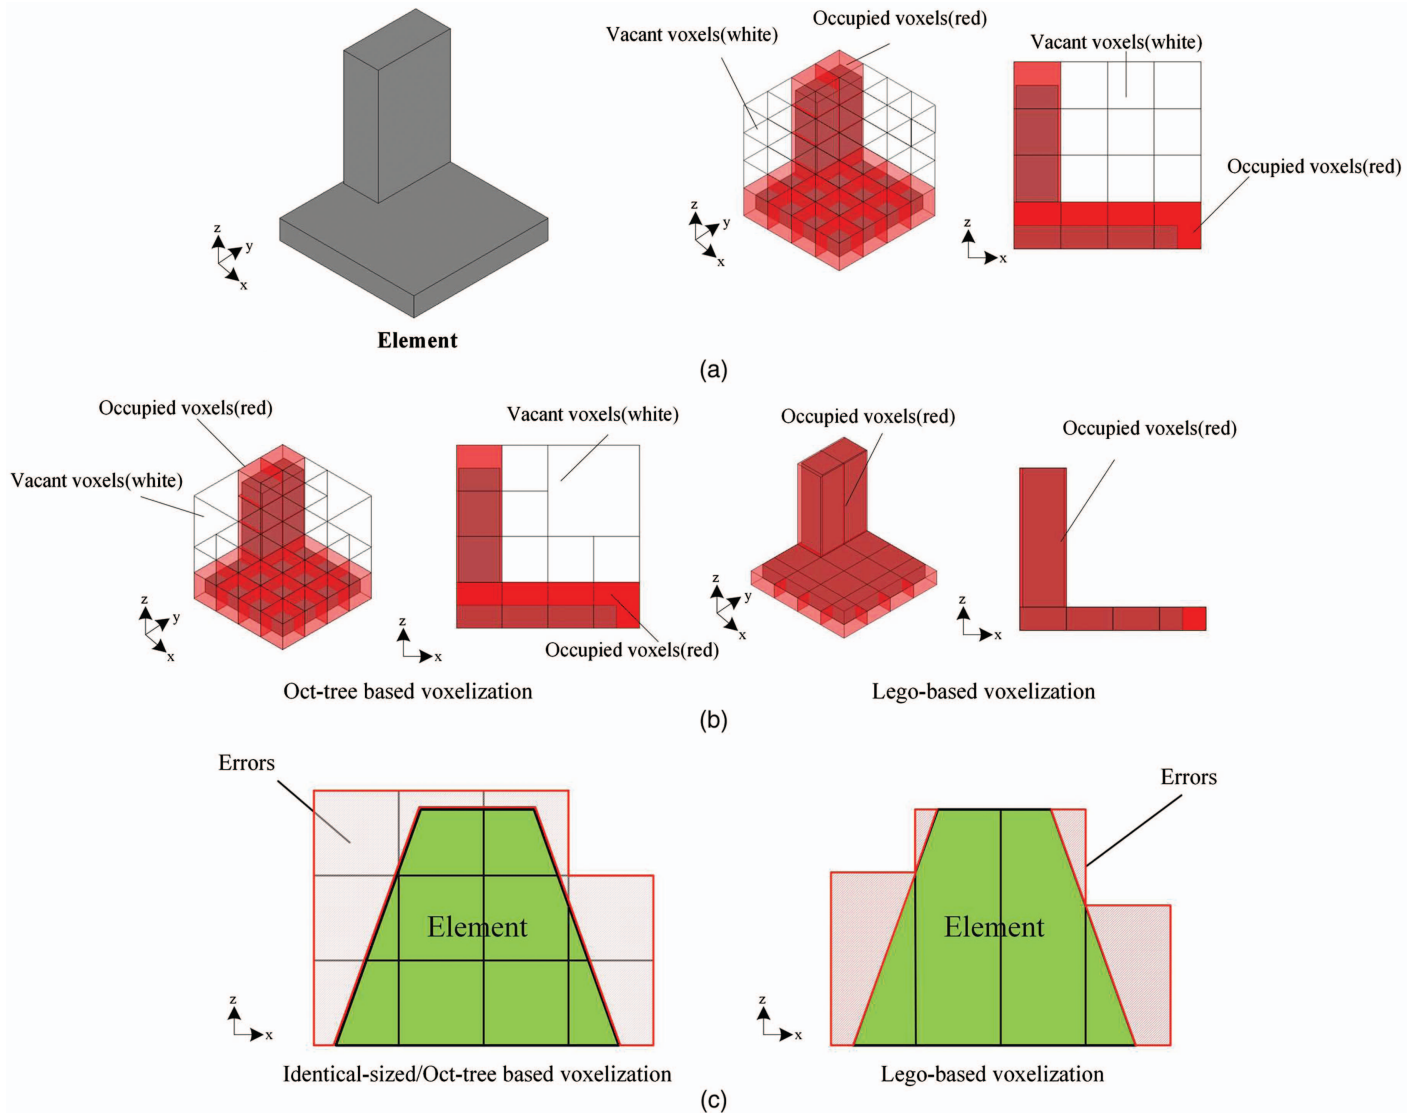 Occupied voxels(red)
Vacant voxels(white)
Vacant voxels(white)
Occupied voxels(red)
z
y
x
z
y
x
z
x
Element
(a)
Occupied voxels(red)
Vacant voxels(white)
Occupied voxels(red)
Occupied voxels(red)
Vacant voxels(white)
z
y
x
z
x
Occupied voxels(red)
z
y
x
z
x
Oct-tree based voxelization
Lego-based voxelization
(b)
Errors
Errors
Element
Element
z
x
z
x
Identical-sized/Oct-tree based voxelization
Lego-based voxelization
(c)